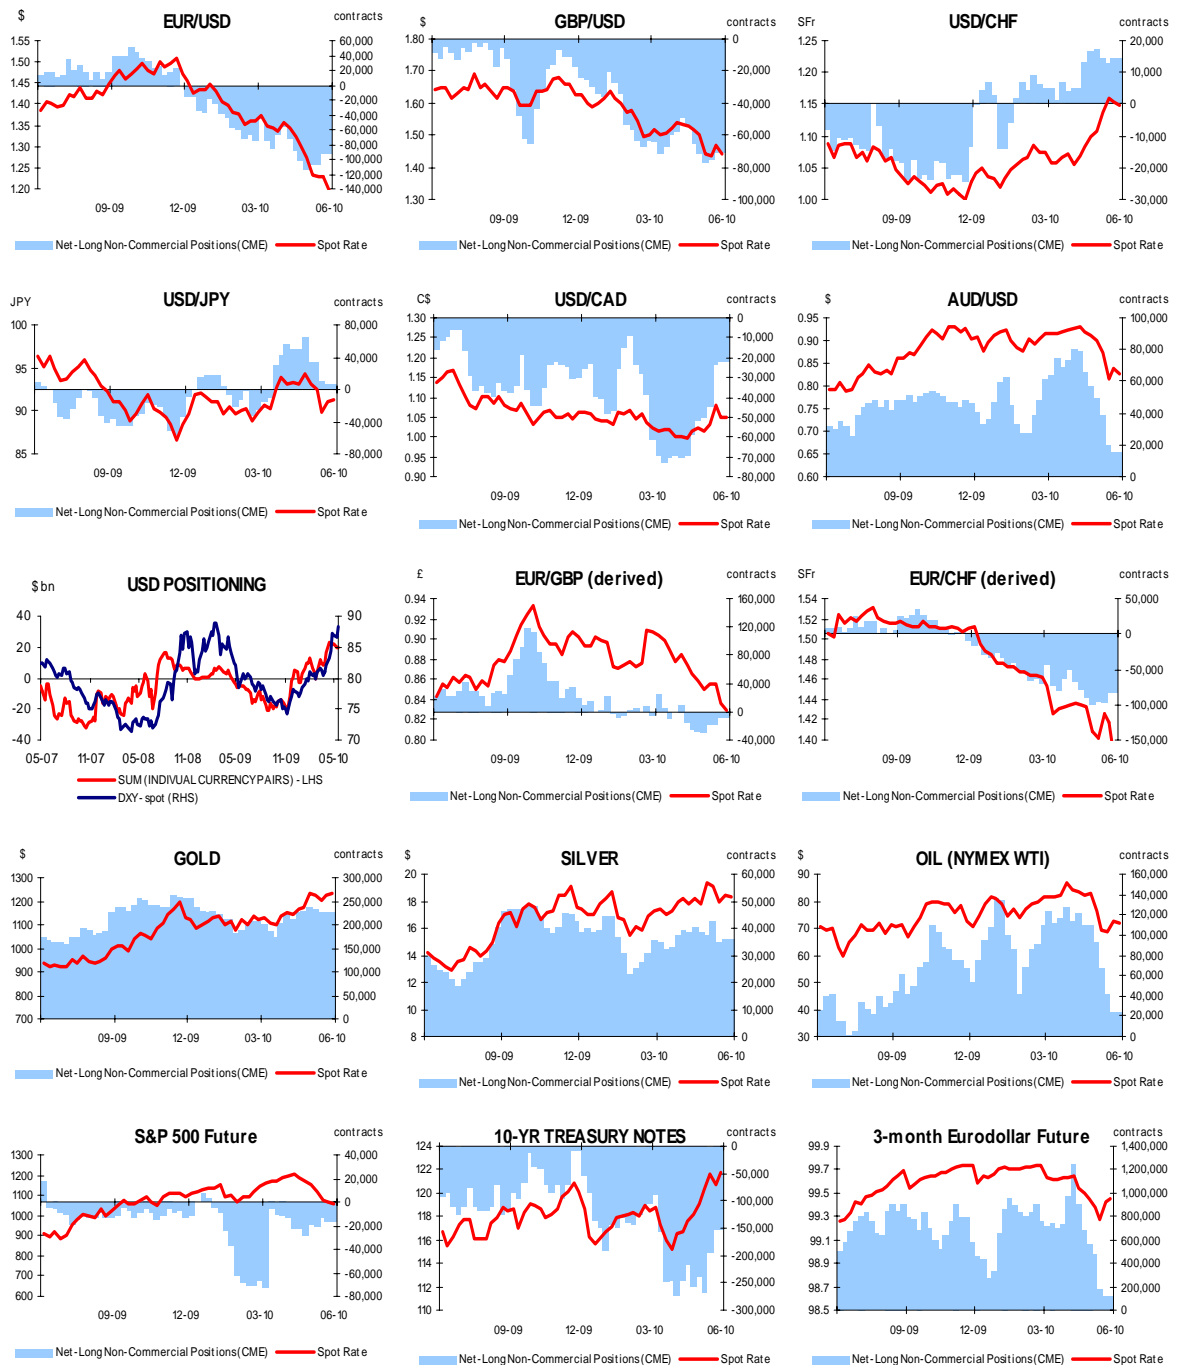 EUR/USD
$ contracts
1.55 60,000
1.50 40,000
1.45 20,000
1.40 0
1.35 -20,000
1.30 -40,000
1.25 -60,000
1.20 -80,000
-100,000
-120,000
-140,000
09-09 12-09 03-10 06-10
Net-Long Non-Commercial Positions (CME) Spot Rate
GBP/USD
$ contracts
1.80 0
1.70 -20,000
1.60 -40,000
1.50 -60,000
1.40 -80,000
1.30 -100,000
09-09 12-09 03-10 06-10
Net-Long Non-Commercial Positions (CME) Spot Rate
USD/CHF
SFr contracts
1.25 20,000
1.20 10,000
1.15 0
1.10 -10,000
1.05 -20,000
1.00 -30,000
09-09 12-09 03-10 06-10
Net-Long Non-Commercial Positions (CME) Spot Rate
USD/JPY
JPY contracts
100 80,000
95 40,000
90 0
85 -40,000
-80,000
09-09 12-09 03-10 06-10
Net-Long Non-Commercial Positions (CME) Spot Rate
USD/CAD
C$ contracts
1.30 0
1.25 -10,000
1.20 -20,000
1.15 -30,000
1.10 -40,000
1.05 -50,000
1.00 -60,000
0.95 -70,000
0.90 -80,000
09-09 12-09 03-10 06-10
Net-Long Non-Commercial Positions (CME) Spot Rate
AUD/USD
$ contracts
0.95 100,000
0.90 80,000
0.85 60,000
0.80 40,000
0.75 20,000
0.70 0
0.65
0.60
09-09 12-09 03-10 06-10
Net-Long Non-Commercial Positions (CME) Spot Rate
USD POSITIONING
$ bn
40 90
20 85
0 80
-20 75
-40 70
05-07 11-07 05-08 11-08 05-09 11-09 05-10
SUM (INDIVUAL CURRENCY PAIRS) - LHS
DXY - spot (RHS)
EUR/GBP (derived)
£ contracts
0.94 160,000
0.92 120,000
0.90 80,000
0.88 40,000
0.86 0
0.84 -40,000
0.82
0.80
09-09 12-09 03-10 06-10
Net-Long Non-Commercial Positions (CME) Spot Rate
EUR/CHF (derived)
SFr contracts
1.54 50,000
1.52 0
1.50 -50,000
1.48 -100,000
1.46 -150,000
1.44
1.42
1.40
09-09 12-09 03-10 06-10
Net-Long Non-Commercial Positions (CME) Spot Rate
GOLD
$ contracts
1300 300,000
1200 250,000
1100 200,000
1000 150,000
900 100,000
800 50,000
700 0
09-09 12-09 03-10 06-10
Net-Long Non-Commercial Positions (CME) Spot Rate
SILVER
$ contracts
20 60,000
18 50,000
16 40,000
14 30,000
12 20,000
10 10,000
8 0
09-09 12-09 03-10 06-10
Net-Long Non-Commercial Positions (CME) Spot Rate
OIL (NYMEX WTI)
$ contracts
90 160,000
80 140,000
70 120,000
60 100,000
50 80,000
40 60,000
30 40,000
20,000
0
09-09 12-09 03-10 06-10
Net-Long Non-Commercial Positions (CME) Spot Rate
S&P 500 Future
contracts
1300 40,000
1200 20,000
1100 0
1000 -20,000
900 -40,000
800 -60,000
700 -80,000
600
09-09 12-09 03-10 06-10
Net-Long Non-Commercial Positions (CME) Spot Rate
10-YR TREASURY NOTES
contracts
124 0
122 -50,000
120 -100,000
118 -150,000
116 -200,000
114 -250,000
112 -300,000
110
09-09 12-09 03-10 06-10
Net-Long Non-Commercial Positions (CME) Spot Rate
3-month Eurodollar Future
contracts
99.9 1,400,000
99.7 1,200,000
99.5 1,000,000
99.3 800,000
99.1 600,000
98.9 400,000
98.7 200,000
98.5 0
09-09 12-09 03-10 06-10
Net-Long Non-Commercial Positions (CME) Spot Rate